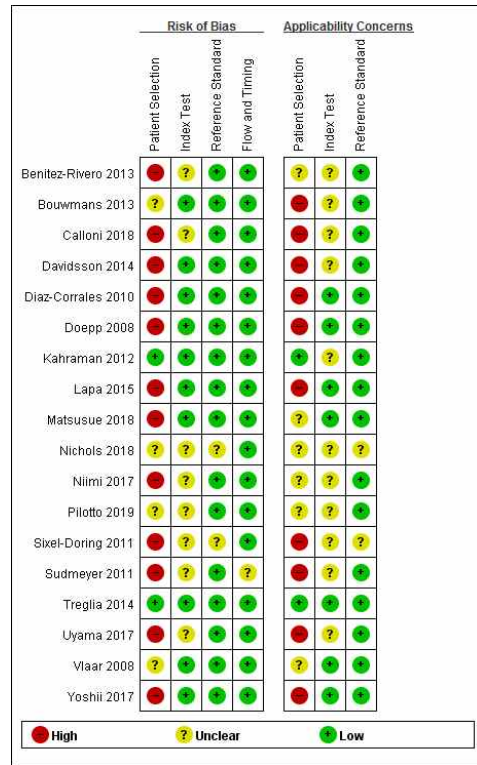 Risk of Bias Applicability Concerns
Patient Selection Index Test Reference Standard Flow and Timing Patient Selection Index Test Reference Standard
Benitez-Rivero 2013 - ? + + ? ? +
Bouwmans 2013 ? + + + - ? +
Calloni 2018 - ? + + - ? +
Davidsson 2014 - + + + - ? +
Diaz-Corrales 2010 - + + + - + +
Doepp 2008 - + + + - + +
Kahraman 2012 + + + + + ? +
Lapa 2015 - + + + - + +
Matsusue 2018 - + + + ? + +
Nichols 2018 ? ? ? + ? ? ?
Niimi 2017 - ? + + ? ? +
Pilotto 2019 ? ? + + ? ? +
Sixel-Doring 2011 - ? ? + - ? ?
Sudmeyer 2011 - ? + ? - ? +
Treglia 2014 + + + + + + +
Uyama 2017 - ? + + - ? +
Vlaar 2008 ? + + + ? + +
Yoshii 2017 - + + + - + +
- High ? Unclear + Low